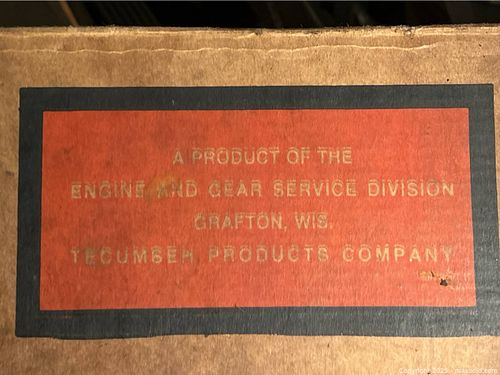 A PRODUCT OF THE
ENGINE AND GEAR SERVICE DIVISION
GRAFTON, WIS.
TECUMSEH PRODUCTS COMPANY